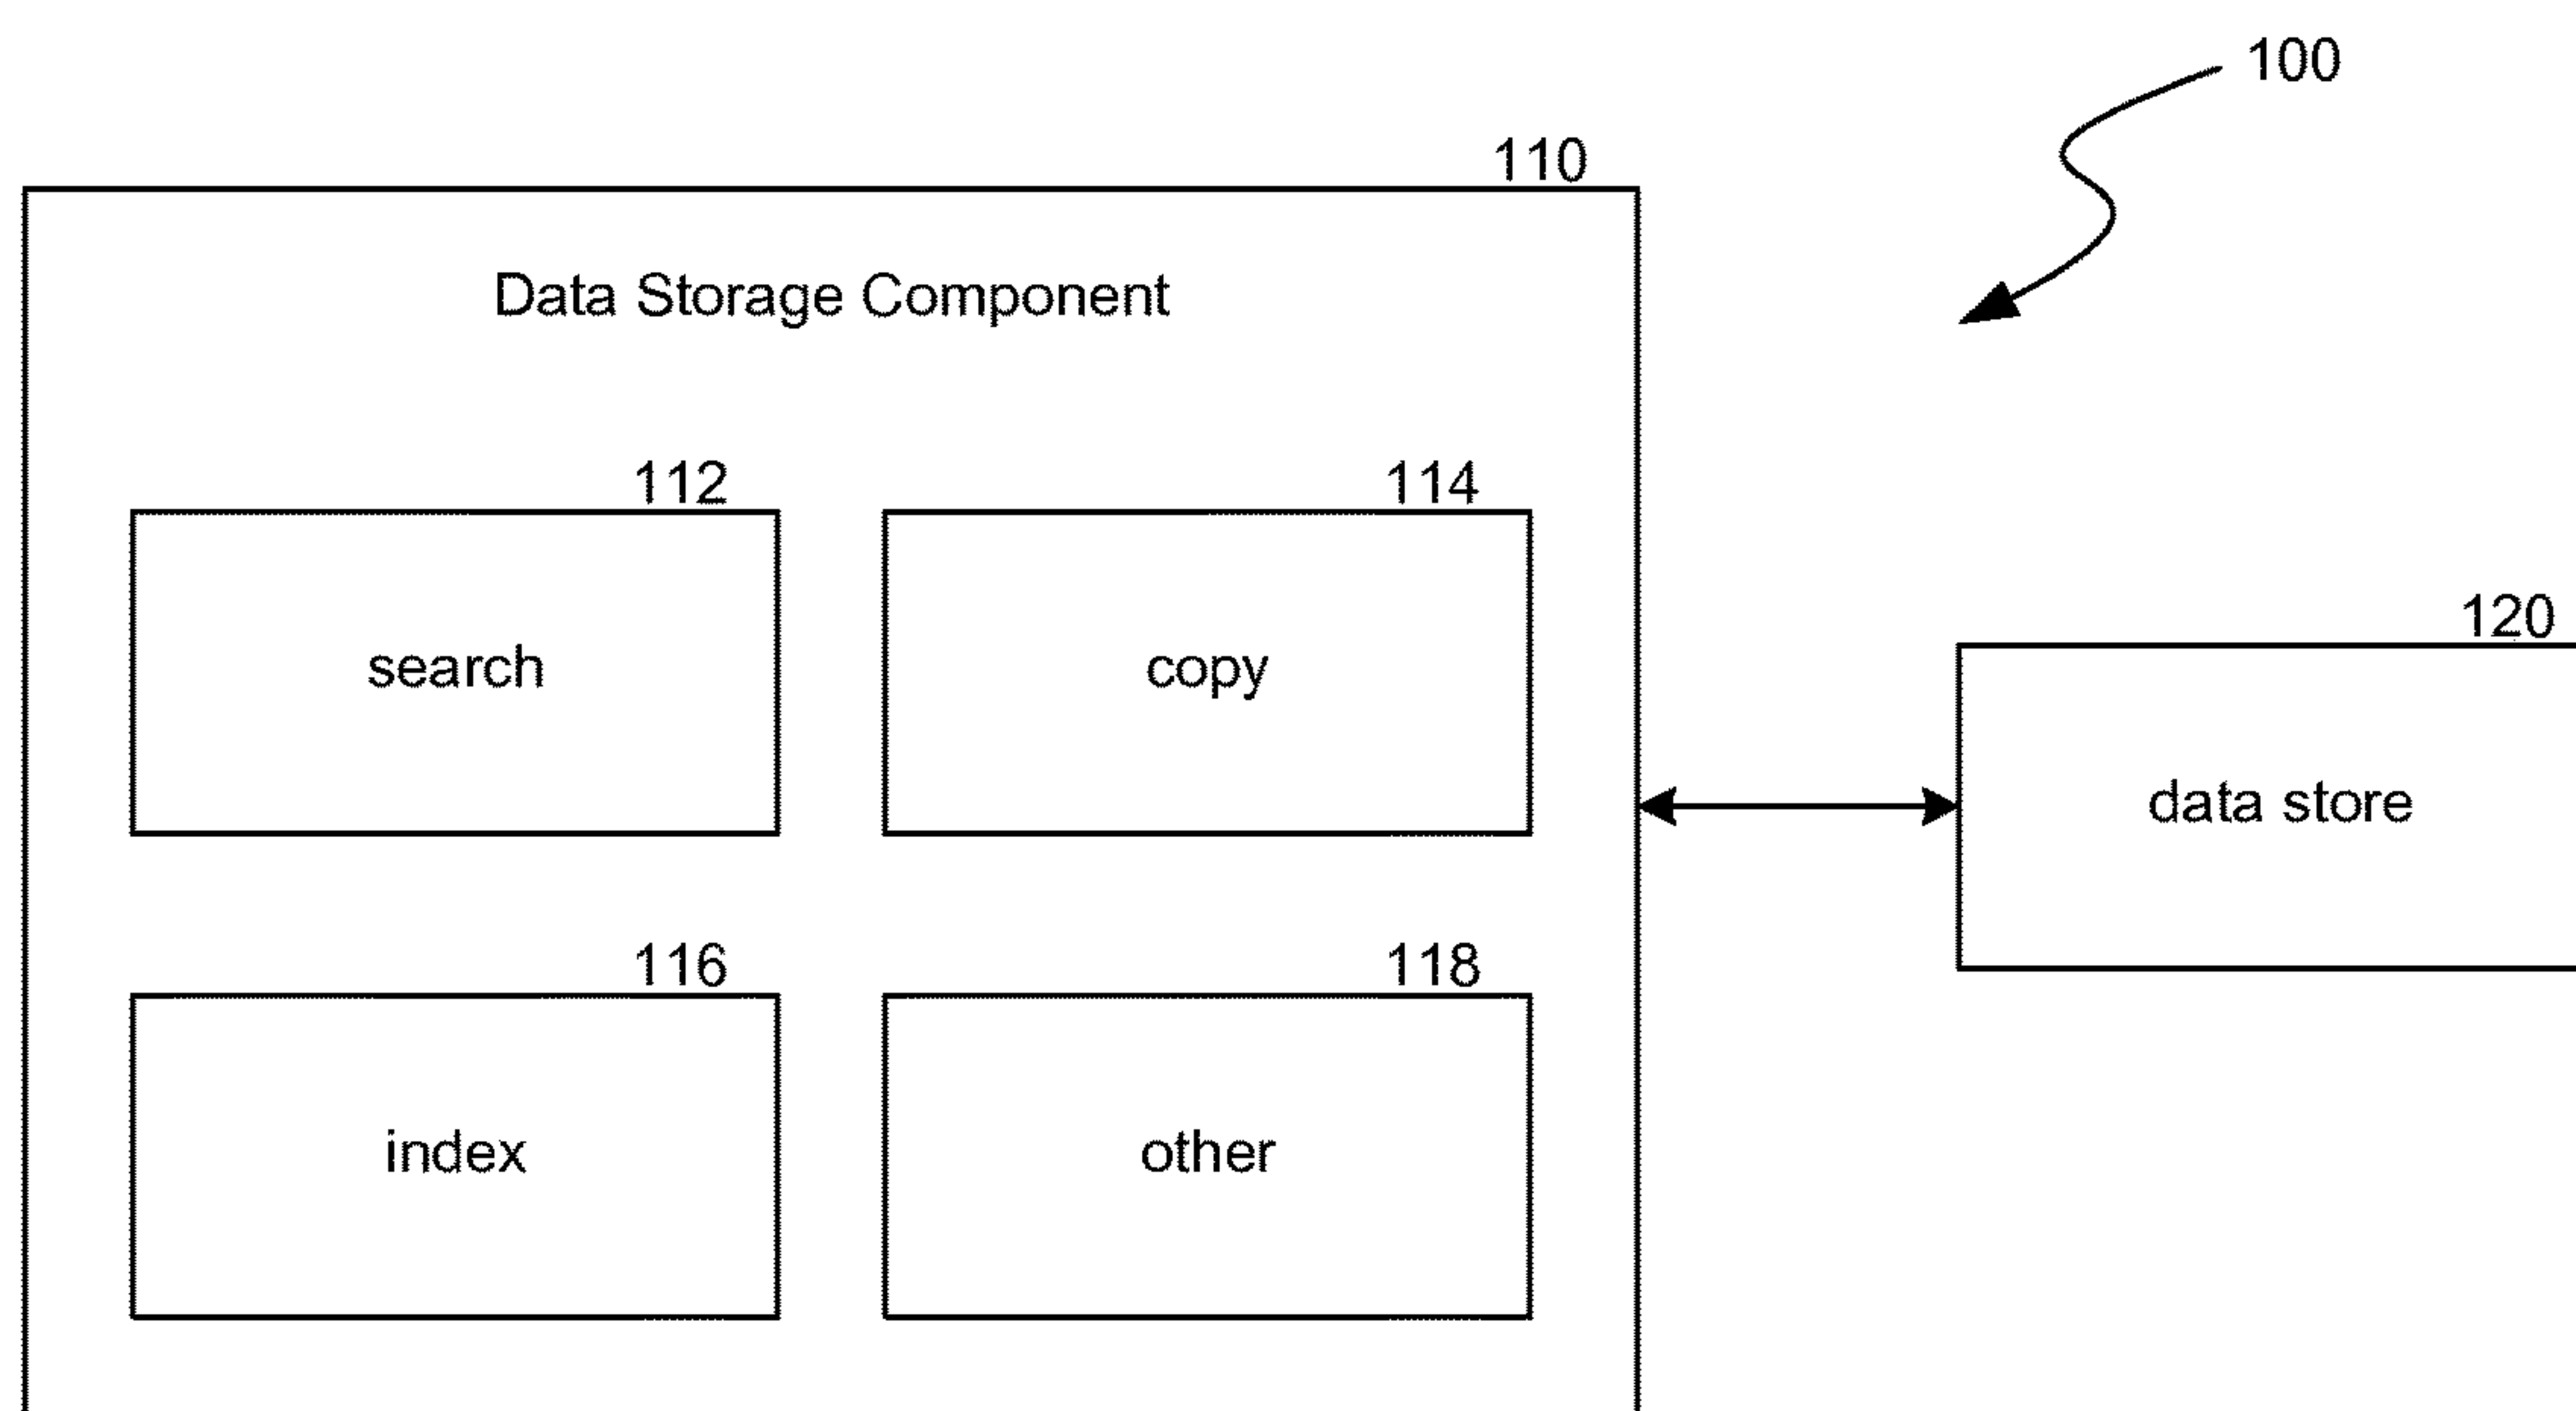 100
110
Data Storage Component
112
114
search
copy
120
data store
116
118
index
other